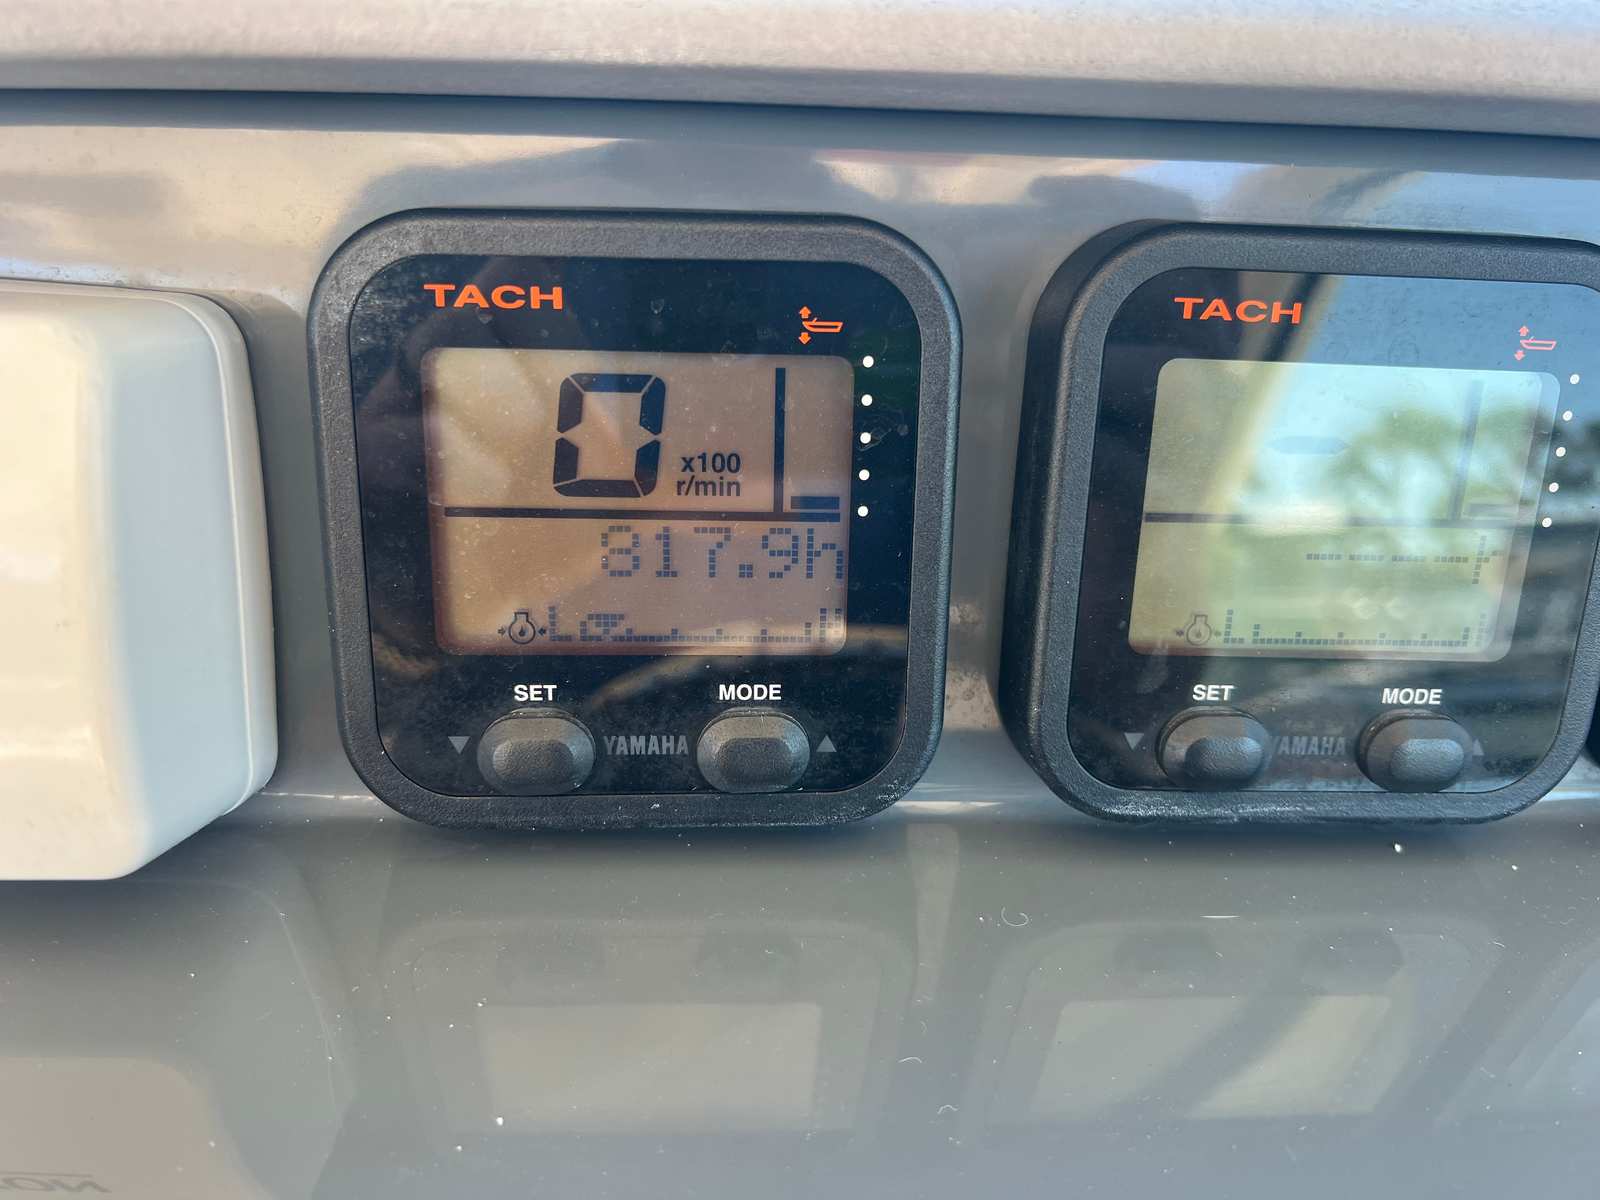 TACH
0 x100
r/min
817.9h
SET MODE
YAMAHA
TACH
-
----.-h
SET MODE
YAMAHA